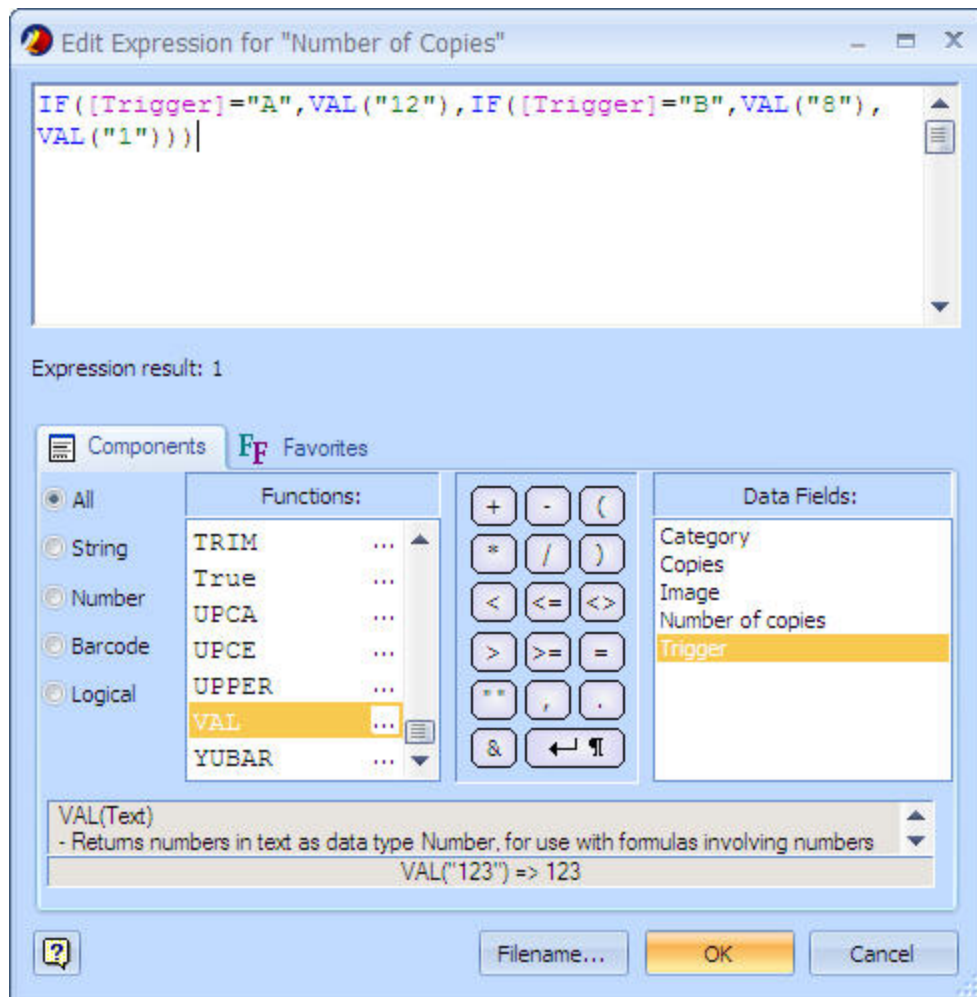 Edit Expression for "Number of Copies"
IF([Trigger]="A",VAL("12"),IF([Trigger]="B",VAL("8"),
VAL("1")))
Expression result: 1
Components
FF Favorites
All
String
Number
Barcode
Logical
Functions:
TRIM ...
True ...
UPCA ...
UPCE ...
UPPER ...
VAL ...
YUBAR ...
+ - (
* / )
< <= <>
> >= =
"" , .
& ↵ ¶
Data Fields:
Category
Copies
Image
Number of copies
Trigger
VAL(Text)
- Returns numbers in text as data type Number, for use with formulas involving numbers
VAL("123") => 123
?
Filename...
OK
Cancel